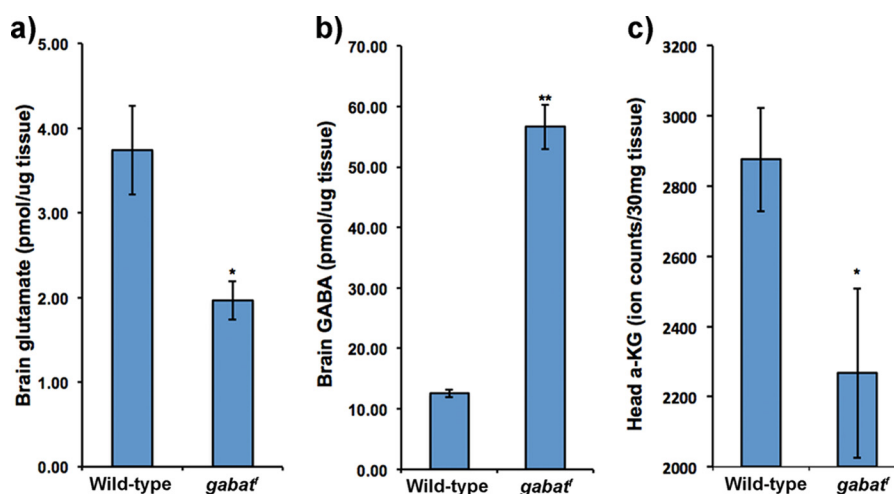 a)
Brain glutamate (pmol/ug tissue)
5.00
4.00
3.00
2.00
1.00
0.00
*
Wild-type gabatᶠ
b)
Brain GABA (pmol/ug tissue)
70.00
60.00
50.00
40.00
30.00
20.00
10.00
0.00
**
Wild-type gabatᶠ
c)
Head a-KG (ion counts/30mg tissue)
3200
3000
2800
2600
2400
2200
2000
*
Wild-type gabatᶠ